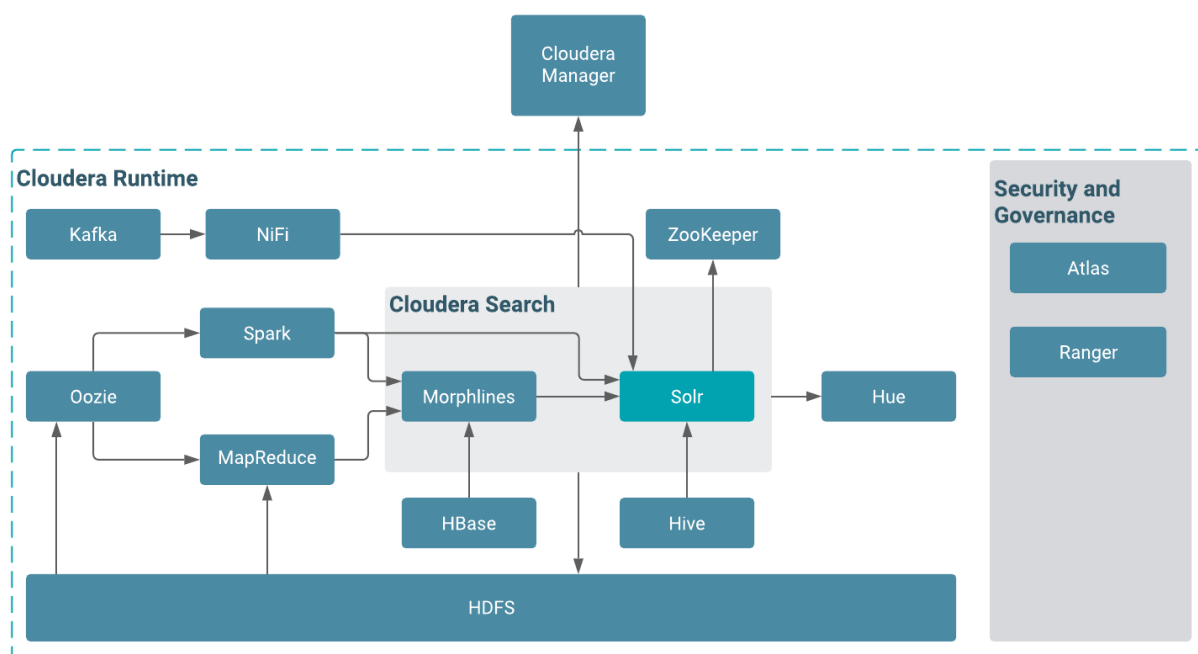 Cloudera
Manager
Cloudera Runtime
Security and
Governance
Kafka
NiFi
ZooKeeper
Atlas
Cloudera Search
Spark
Ranger
Oozie
Morphlines
Solr
Hue
MapReduce
HBase
Hive
HDFS